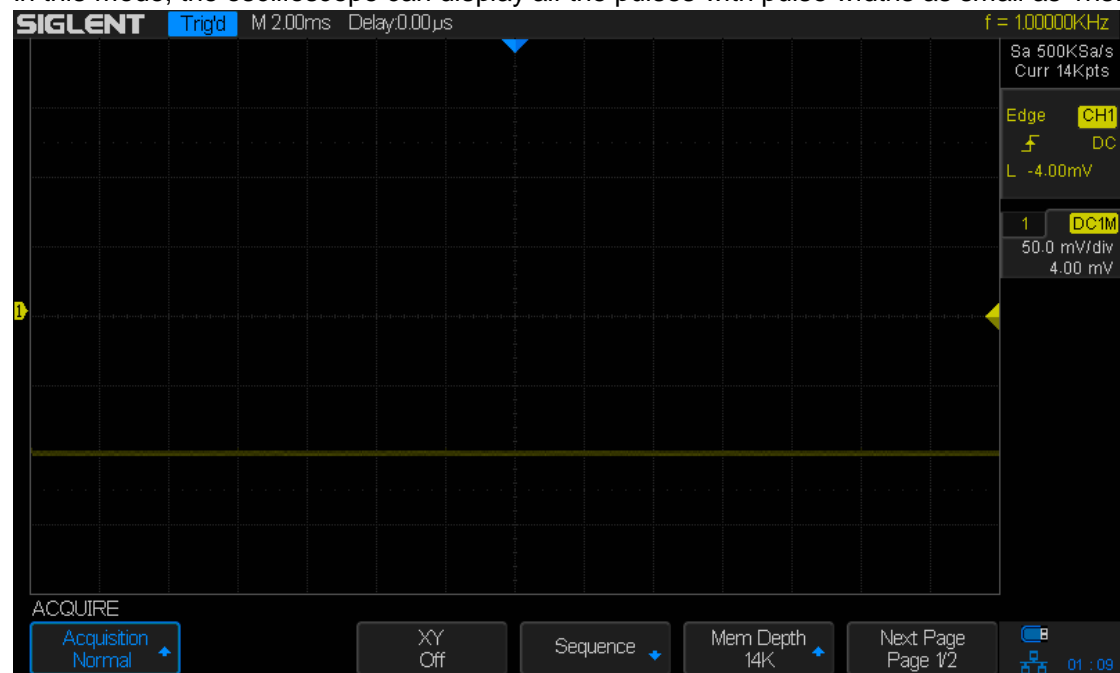 SIGLENT Trig'd M 2.00ms Delay:0.00µs f = 1.00000KHz
Sa 500KSa/s
Curr 14Kpts
Edge CH1
DC
L -4.00mV
1 DC1M
50.0 mV/div
4.00 mV
1
ACQUIRE
Acquisition
Normal
XY
Off
Sequence
Mem Depth
14K
Next Page
Page 1/2
01 : 09